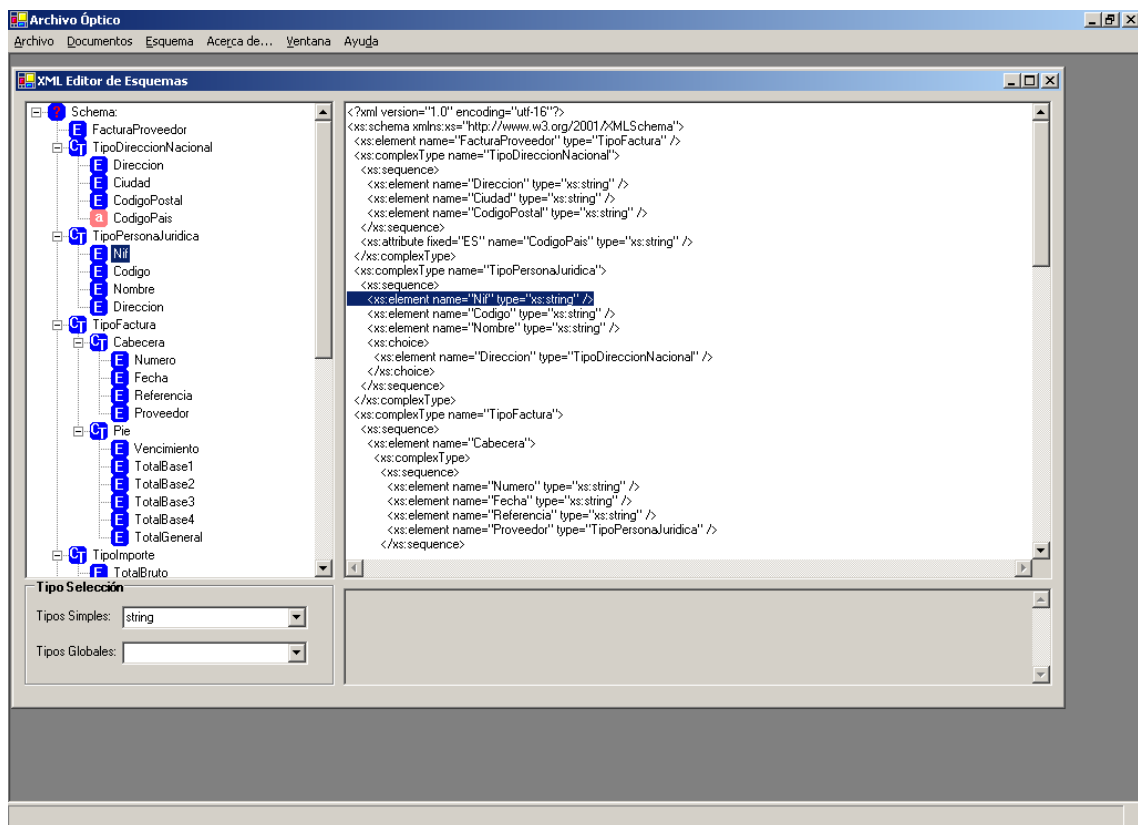 Archivo Óptico
Archivo Documentos Esquema Acerca de... Ventana Ayuda
XML Editor de Esquemas
? Schema:
E FacturaProveedor
CT TipoDireccionNacional
E Direccion
E Ciudad
E CodigoPostal
a CodigoPais
CT TipoPersonaJuridica
E Nif
E Codigo
E Nombre
E Direccion
CT TipoFactura
CT Cabecera
E Numero
E Fecha
E Referencia
E Proveedor
CT Pie
E Vencimiento
E TotalBase1
E TotalBase2
E TotalBase3
E TotalBase4
E TotalGeneral
CT TipoImporte
E TotalBruto
<?xml version="1.0" encoding="utf-16"?>
<xs:schema xmlns:xs="http://www.w3.org/2001/XMLSchema">
<xs:element name="FacturaProveedor" type="TipoFactura" />
<xs:complexType name="TipoDireccionNacional">
<xs:sequence>
<xs:element name="Direccion" type="xs:string" />
<xs:element name="Ciudad" type="xs:string" />
<xs:element name="CodigoPostal" type="xs:string" />
</xs:sequence>
<xs:attribute fixed="ES" name="CodigoPais" type="xs:string" />
</xs:complexType>
<xs:complexType name="TipoPersonaJuridica">
<xs:sequence>
<xs:element name="Nif" type="xs:string" />
<xs:element name="Codigo" type="xs:string" />
<xs:element name="Nombre" type="xs:string" />
<xs:choice>
<xs:element name="Direccion" type="TipoDireccionNacional" />
</xs:choice>
</xs:sequence>
</xs:complexType>
<xs:complexType name="TipoFactura">
<xs:sequence>
<xs:element name="Cabecera">
<xs:complexType>
<xs:sequence>
<xs:element name="Numero" type="xs:string" />
<xs:element name="Fecha" type="xs:string" />
<xs:element name="Referencia" type="xs:string" />
<xs:element name="Proveedor" type="TipoPersonaJuridica" />
</xs:sequence>
Tipo Selección
Tipos Simples: string
Tipos Globales: